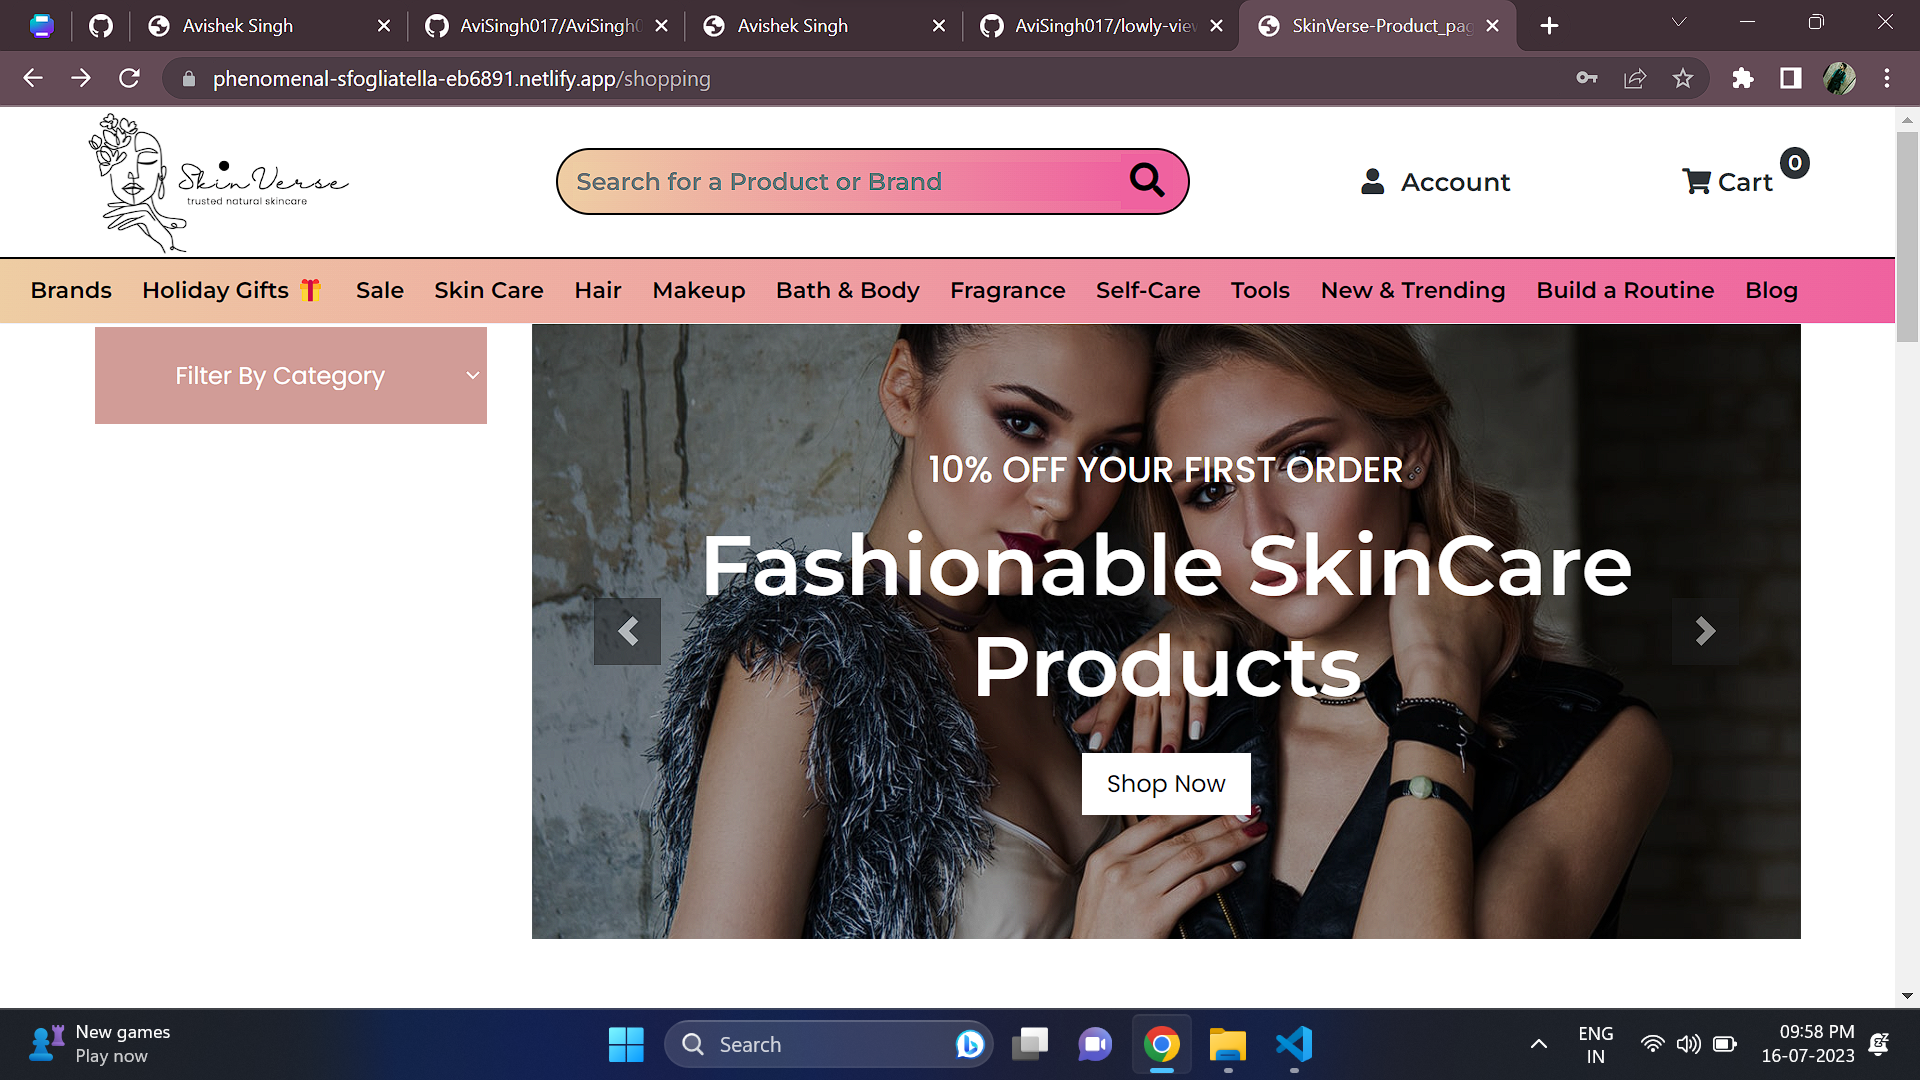 Avishek Singh
AviSingh017/AviSingh0
Avishek Singh
AviSingh017/lowly-view
SkinVerse-Product_pag
phenomenal-sfogliatella-eb6891.netlify.app/shopping
SkinVerse
trusted natural skincare
Search for a Product or Brand
Account
Cart
0
Brands Holiday Gifts Sale Skin Care Hair Makeup Bath & Body Fragrance Self-Care Tools New & Trending Build a Routine Blog
Filter By Category
10% OFF YOUR FIRST ORDER
Fashionable SkinCare
Products
Shop Now
New games
Play now
Search
ENG
IN
09:58 PM
16-07-2023